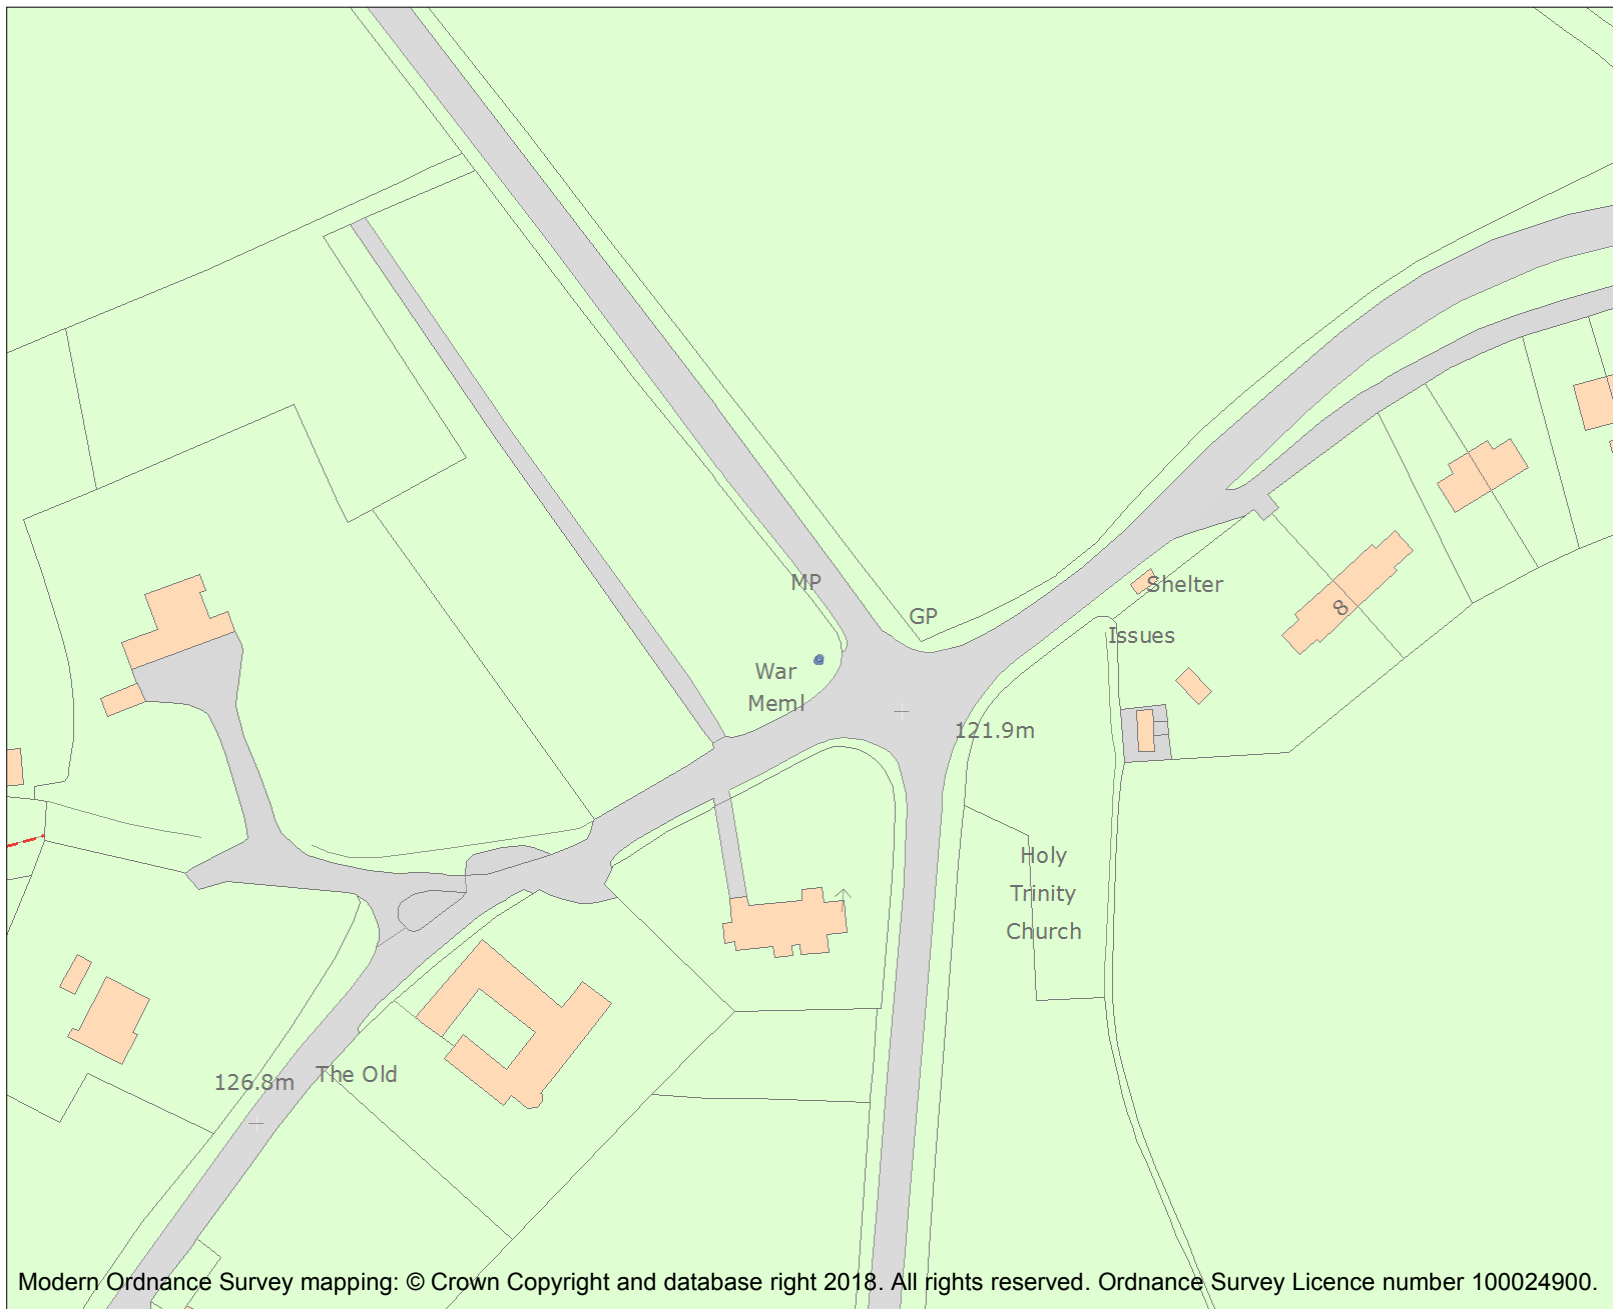 MP
Shelter
GP
Issues
War
Meml
8
121.9m
Holy
Trinity
Church
The Old
126.8m
Modern Ordnance Survey mapping: © Crown Copyright and database right 2018. All rights reserved. Ordnance Survey Licence number 100024900.